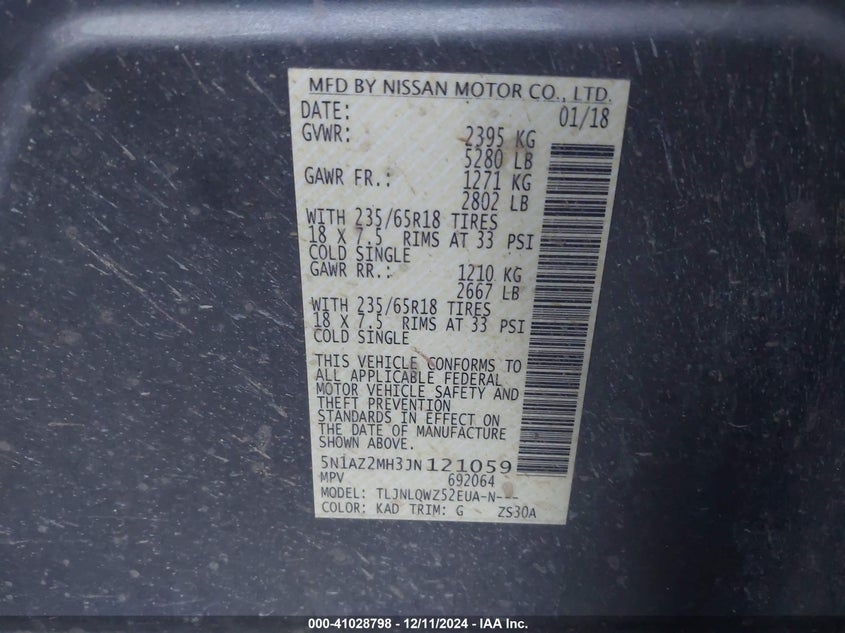 MFD BY NISSAN MOTOR CO., LTD.
DATE: 01/18
GVWR: 2395 KG
5280 LB
GAWR FR.: 1271 KG
2802 LB
WITH 235/65R18 TIRES
18 X 7.5 RIMS AT 33 PSI
COLD SINGLE
GAWR RR.: 1210 KG
2667 LB
WITH 235/65R18 TIRES
18 X 7.5 RIMS AT 33 PSI
COLD SINGLE
THIS VEHICLE CONFORMS TO
ALL APPLICABLE FEDERAL
MOTOR VEHICLE SAFETY AND
THEFT PREVENTION
STANDARDS IN EFFECT ON
THE DATE OF MANUFACTURE
SHOWN ABOVE.
5N1AZ2MH3JN121059
MPV 692064
MODEL: TLJNLQWZ52EUA-N---
COLOR: KAD TRIM: G ZS30A
000-41028798 - 12/11/2024 - IAA Inc.